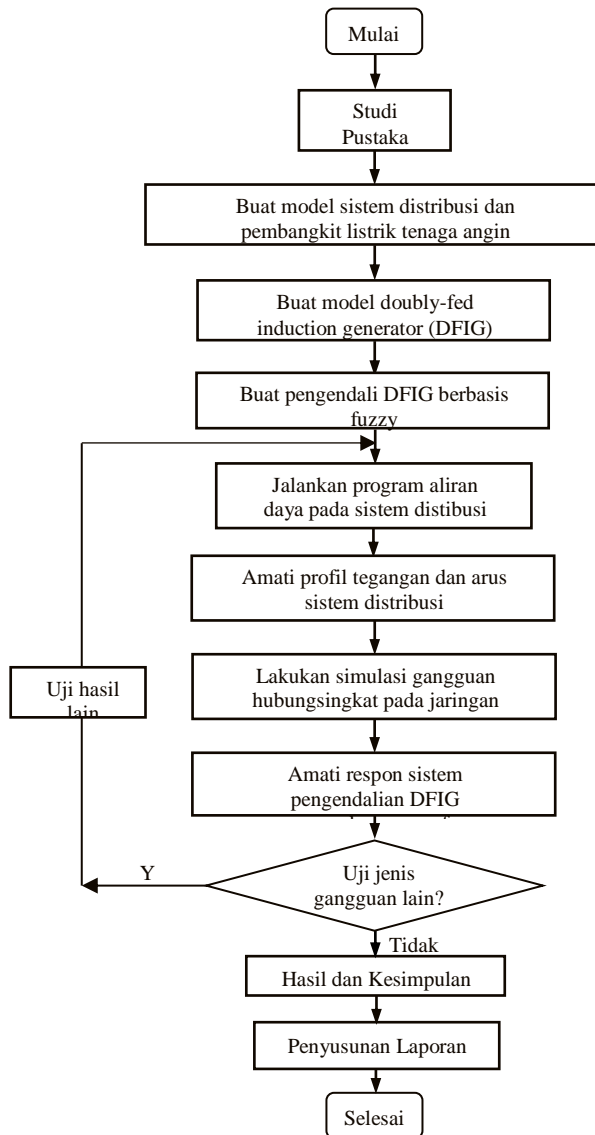 Mulai
Studi
Pustaka
Buat model sistem distribusi dan
pembangkit listrik tenaga angin
Buat model doubly-fed
induction generator (DFIG)
Buat pengendali DFIG berbasis
fuzzy
Jalankan program aliran
daya pada sistem distibusi
Amati profil tegangan dan arus
sistem distribusi
Uji hasil
lain
Lakukan simulasi gangguan
hubungsingkat pada jaringan
Amati respon sistem
pengendalian DFIG
Y
Uji jenis
gangguan lain?
Tidak
Hasil dan Kesimpulan
Penyusunan Laporan
Selesai